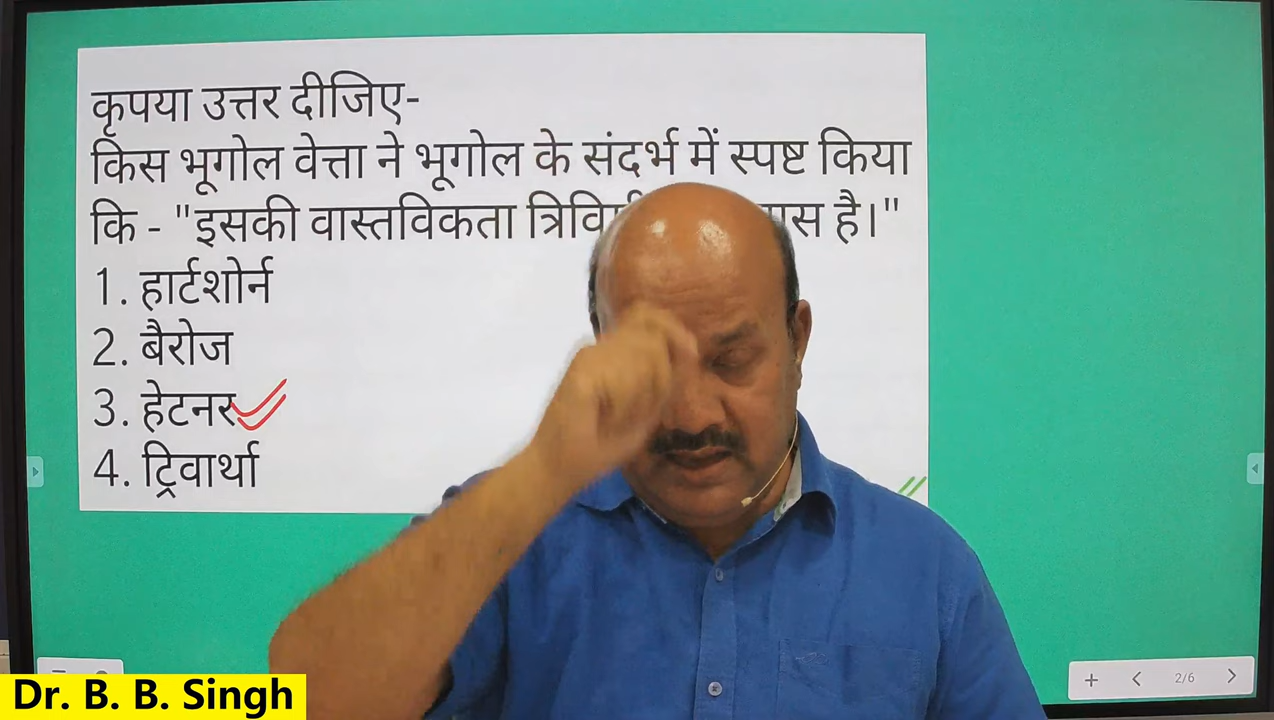 कृपया उत्तर दीजिए-
किस भूगोल वेत्ता ने भूगोल के संदर्भ में स्पष्ट किया
कि - "इसकी वास्तविकता है।"
1. हार्टशोर्न
2. बैरोज
3. हेटनर
4. ट्रिवार्था
2/6
Dr. B. B. Singh